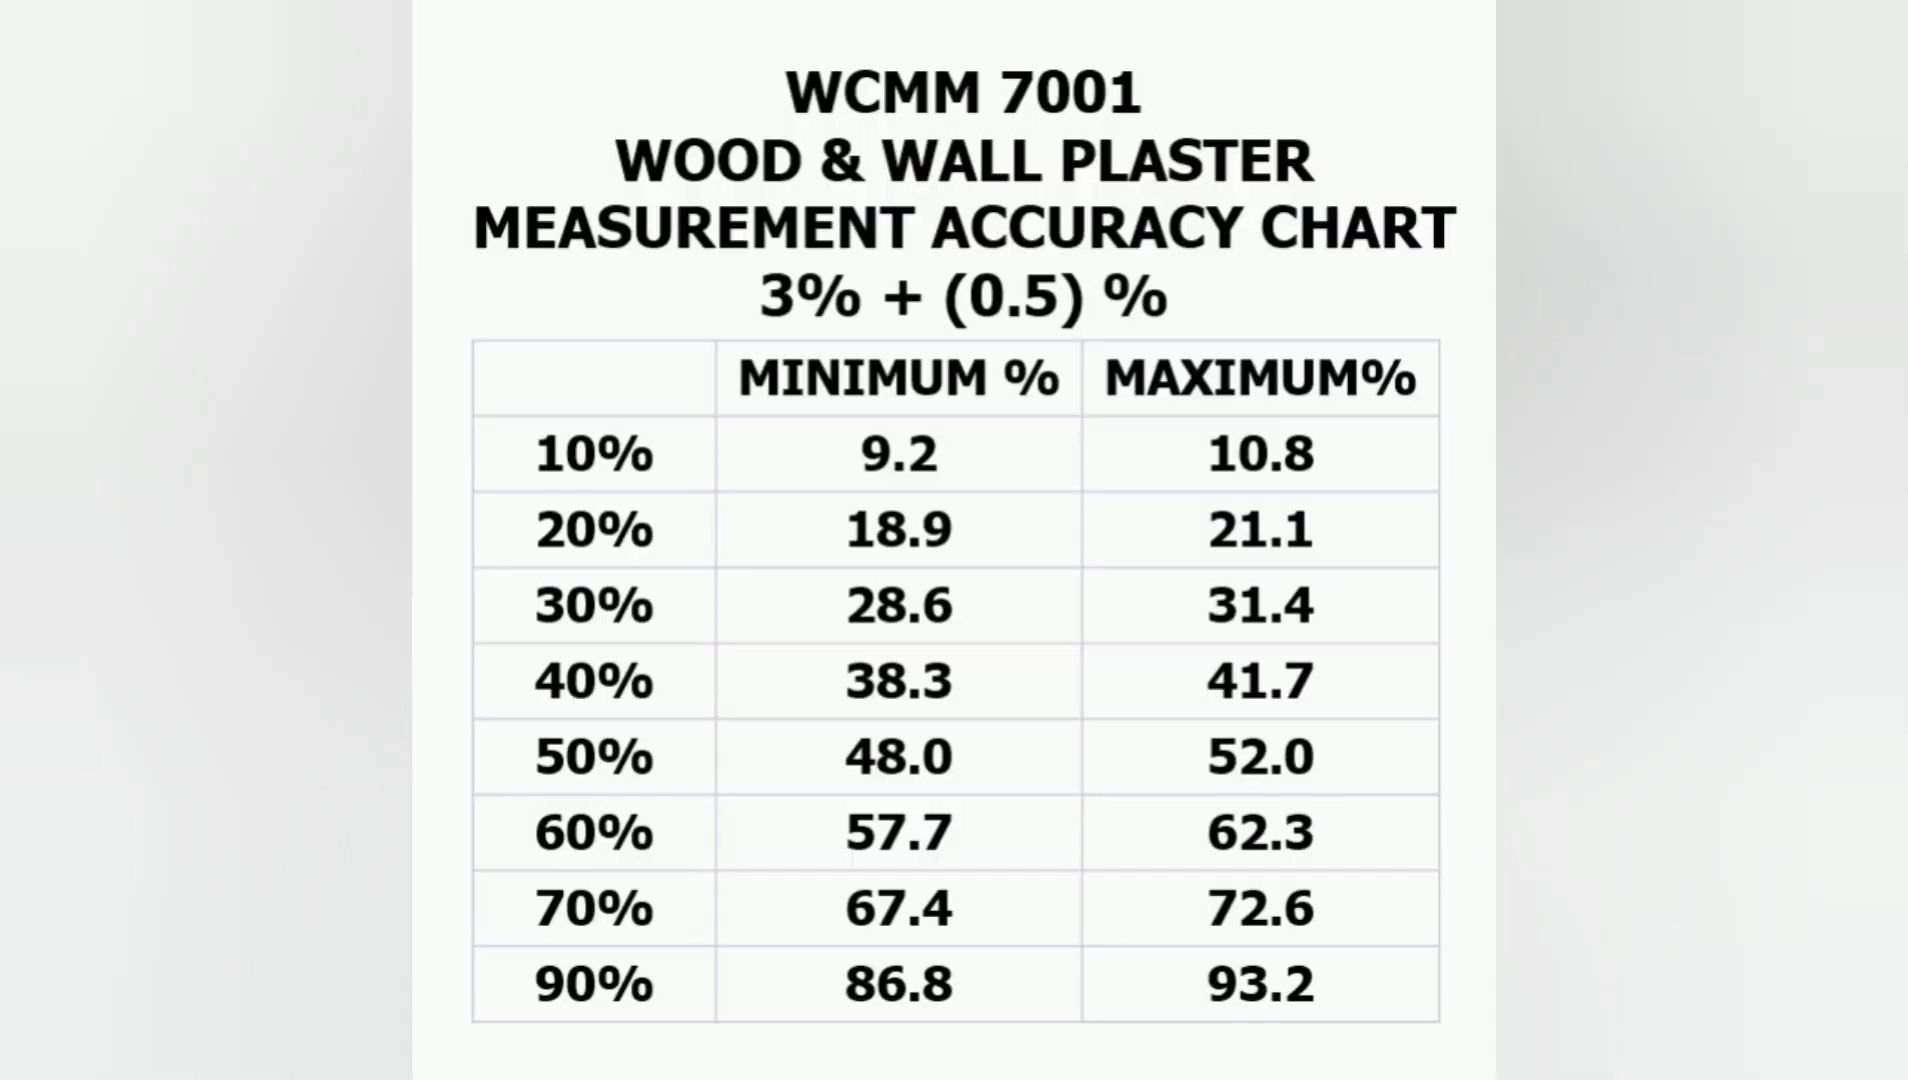 WCMM 7001
WOOD & WALL PLASTER
MEASUREMENT ACCURACY CHART
3% + (0.5) %
MINIMUM % MAXIMUM%
10% 9.2 10.8
20% 18.9 21.1
30% 28.6 31.4
40% 38.3 41.7
50% 48.0 52.0
60% 57.7 62.3
70% 67.4 72.6
90% 86.8 93.2